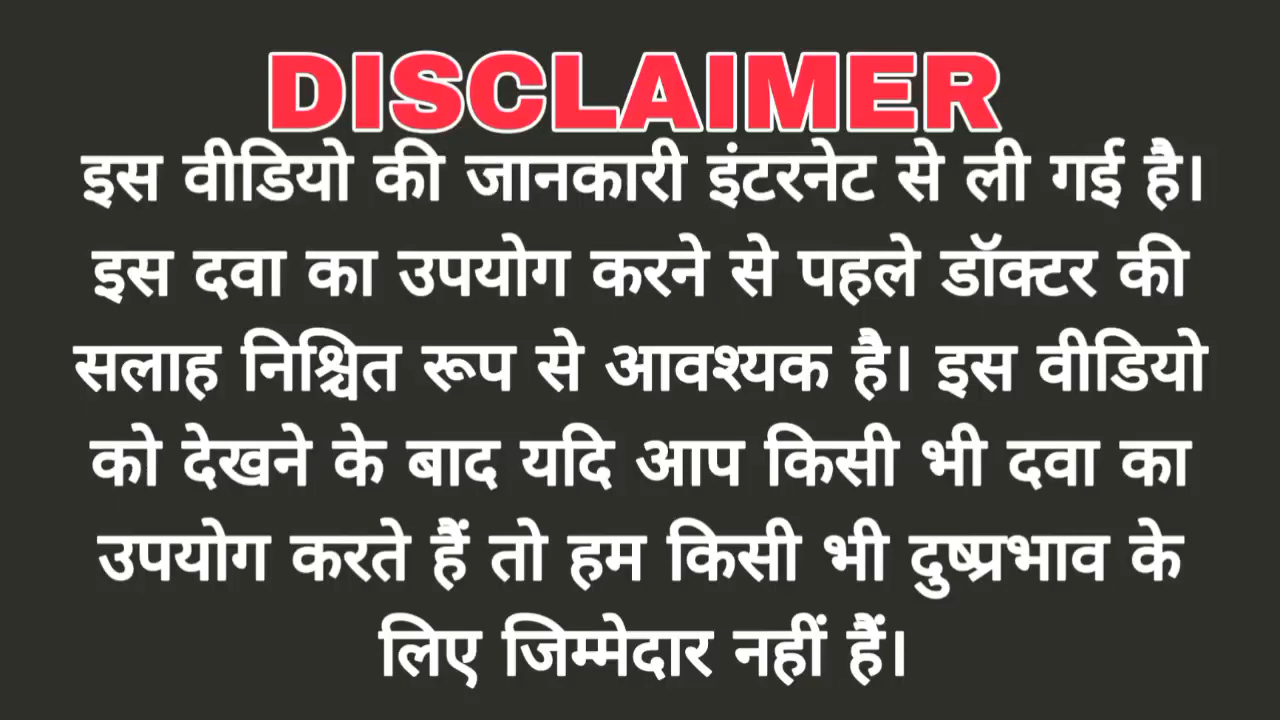 DISCLAIMER
इस वीडियो की जानकारी इंटरनेट से ली गई है।
इस दवा का उपयोग करने से पहले डॉक्टर की
सलाह निश्चित रूप से आवश्यक है। इस वीडियो
को देखने के बाद यदि आप किसी भी दवा का
उपयोग करते हैं तो हम किसी भी दुष्प्रभाव के
लिए जिम्मेदार नहीं हैं।